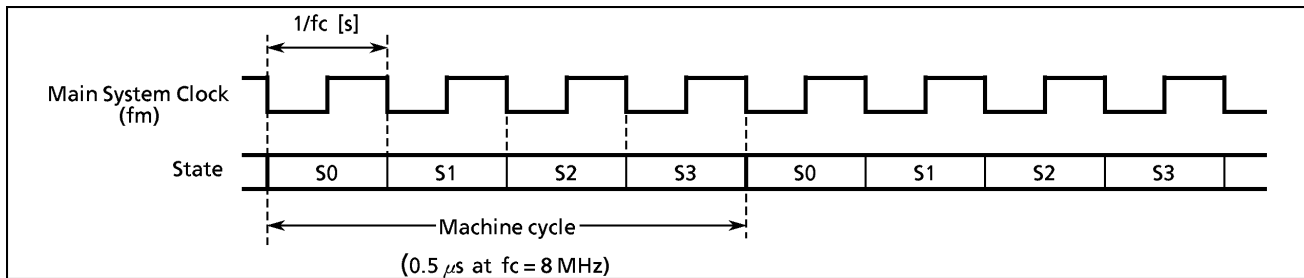 1/fc [s]
Main System Clock
(fm)
State S0 S1 S2 S3 S0 S1 S2 S3
Machine cycle
(0.5 μs at fc = 8 MHz)